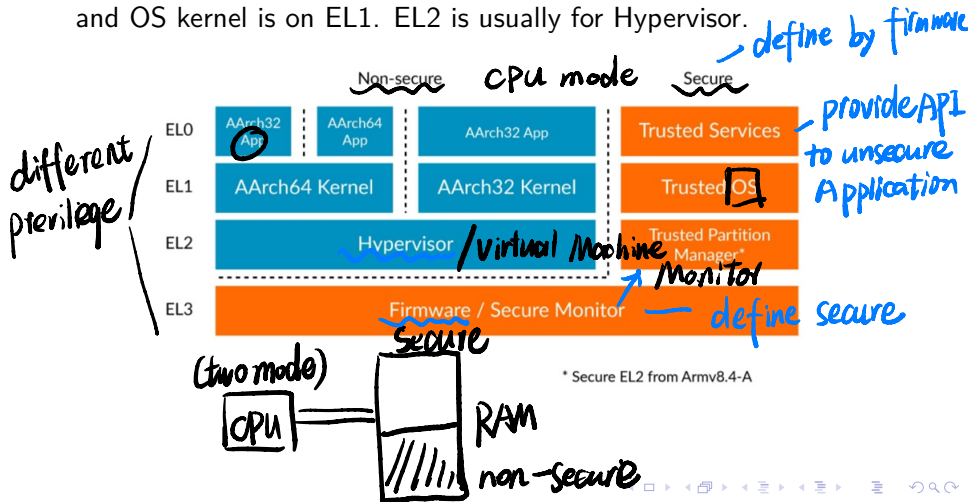 and OS kernel is on EL1. EL2 is usually for Hypervisor.
define by firmware
Non-secure CPU mode Secure
EL0 AArch32 App AArch64 App AArch32 App Trusted Services
provide API
to unsecure
Application
different
previliege
EL1 AArch64 Kernel AArch32 Kernel Trusted OS
EL2 Hypervisor / Virtual Machine Trusted Partition Manager*
Monitor
EL3 Firmware / Secure Monitor — define secure
* Secure EL2 from Armv8.4-A
(two mode)
CPU
Secure
RAM
non-secure